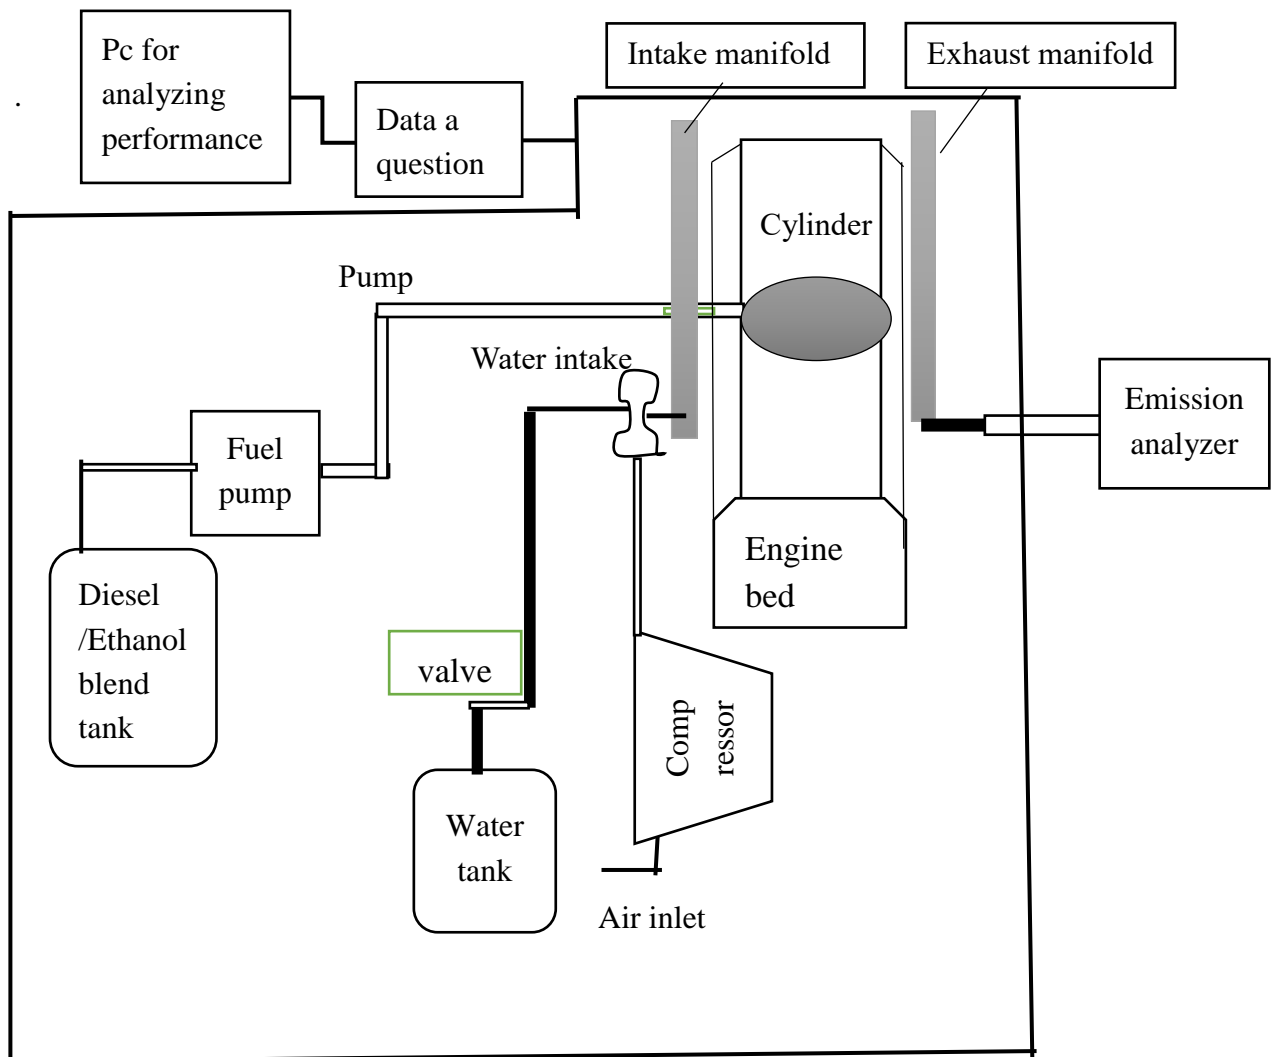 Pc for
analyzing
performance
.
Data a
question
Intake manifold
Exhaust manifold
Cylinder
Pump
Water intake
Fuel
pump
Emission
analyzer
Engine
bed
Diesel
/Ethanol
blend
tank
valve
Comp
ressor
Water
tank
Air inlet